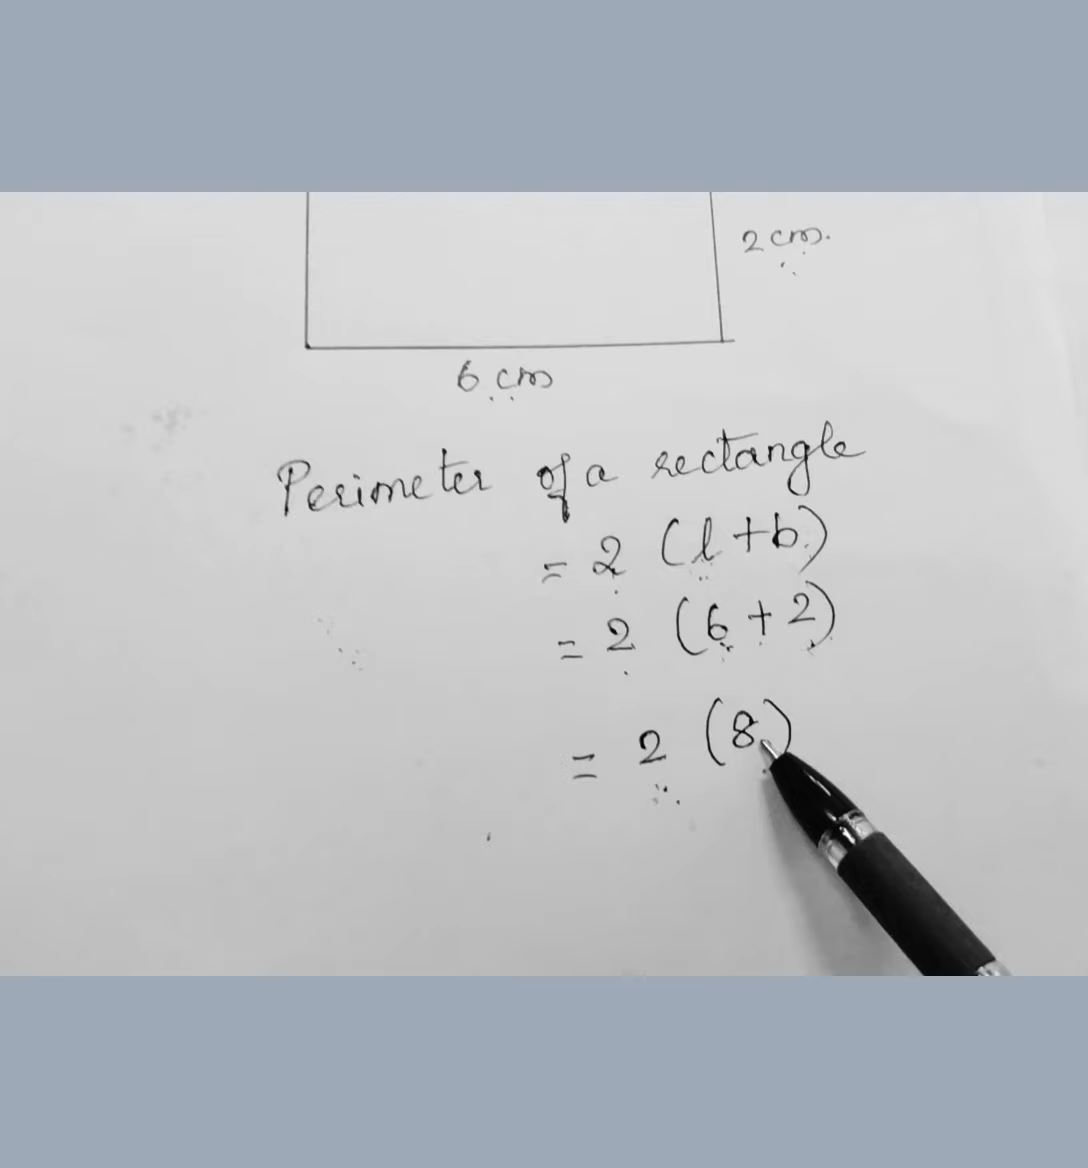 2 cm.
6 cm
Perimeter of a rectangle
= 2 (l + b)
= 2 (6 + 2)
= 2 (8)